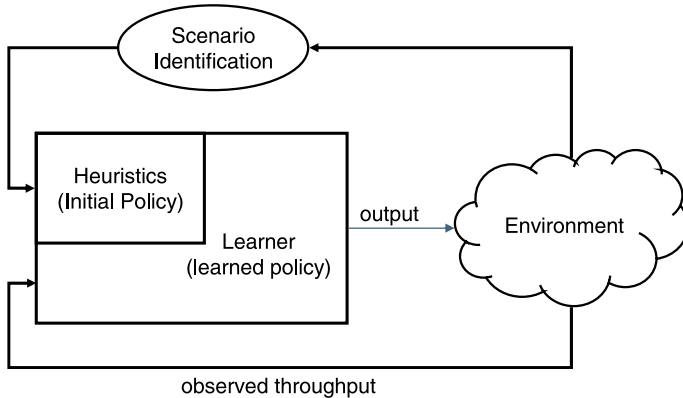 Scenario
Identification
Heuristics
(Initial Policy)
Learner
(learned policy)
output
Environment
observed throughput